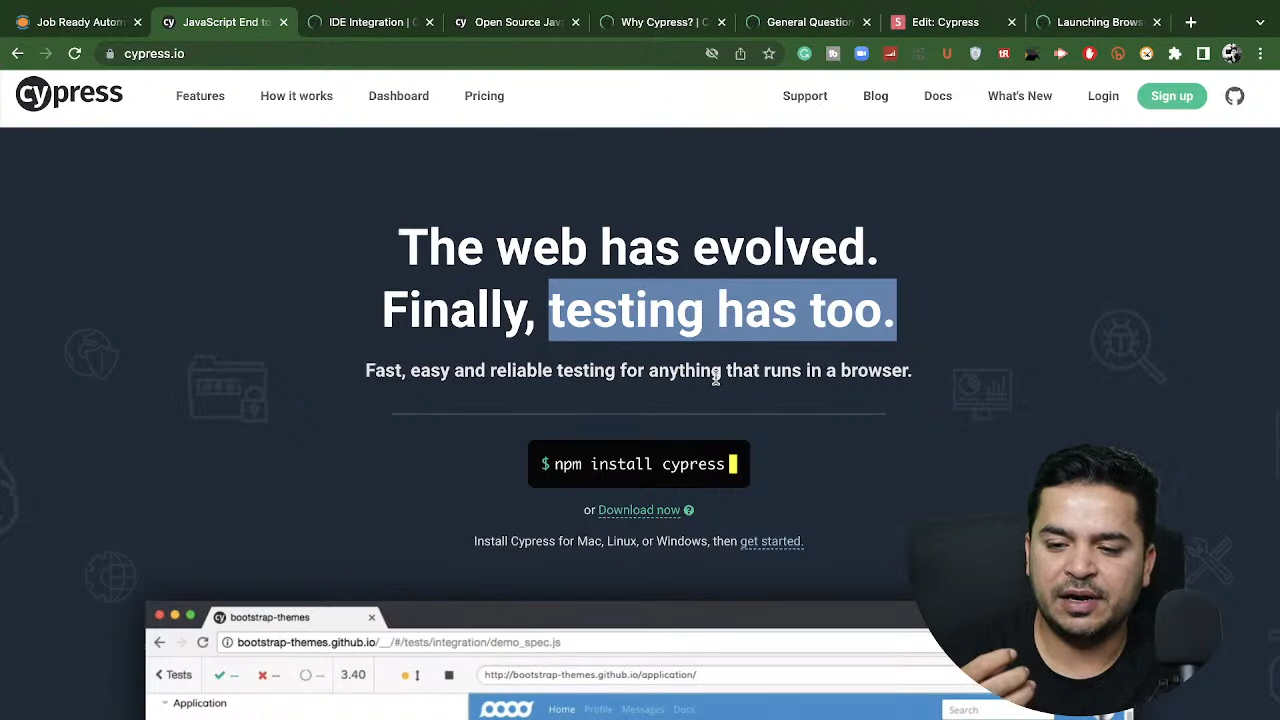 Job Ready Autom
JavaScript End to
IDE Integration | C
Open Source Jav
Why Cypress? | C
General Question
Edit: Cypress
Launching Brows
cypress.io
cypress
Features
How it works
Dashboard
Pricing
Support
Blog
Docs
What's New
Login
Sign up
The web has evolved.
Finally, testing has too.
Fast, easy and reliable testing for anything that runs in a browser.
$ npm install cypress
or Download now ?
Install Cypress for Mac, Linux, or Windows, then get started.
bootstrap-themes
bootstrap-themes.github.io/__/#/tests/integration/demo_spec.js
Tests
--
--
--
3.40
http://bootstrap-themes.github.io/application/
Application
Home
Profile
Messages
Docs
Search